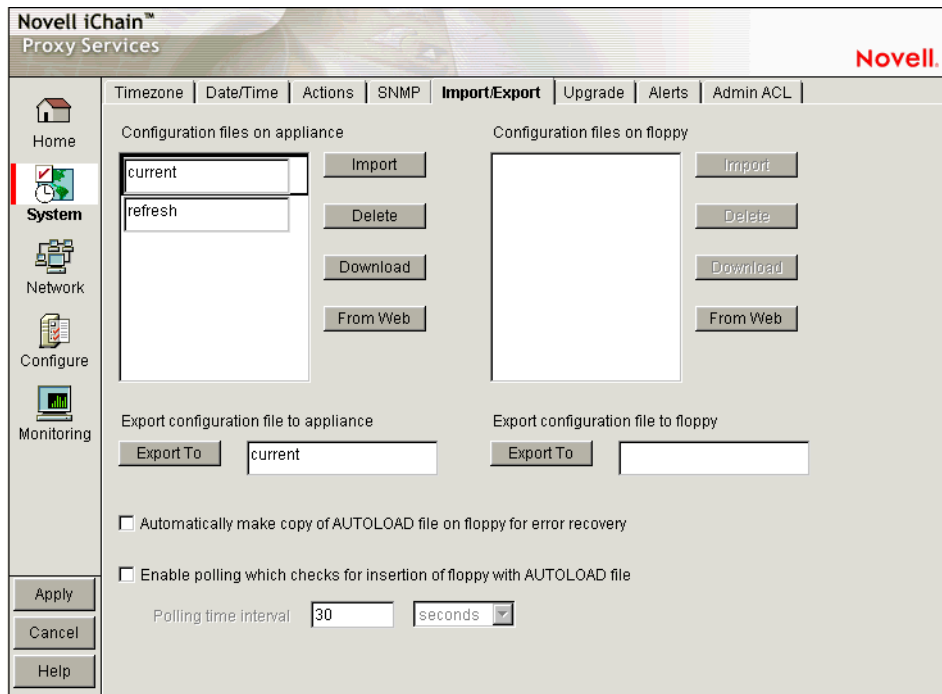 Novell iChain™
Proxy Services
Novell.
Timezone Date/Time Actions SNMP Import/Export Upgrade Alerts Admin ACL
Home
System
Network
Configure
Monitoring
Configuration files on appliance
current
refresh
Import
Delete
Download
From Web
Configuration files on floppy
Import
Delete
Download
From Web
Export configuration file to appliance
Export To current
Export configuration file to floppy
Export To
Automatically make copy of AUTOLOAD file on floppy for error recovery
Enable polling which checks for insertion of floppy with AUTOLOAD file
Polling time interval 30 seconds
Apply
Cancel
Help